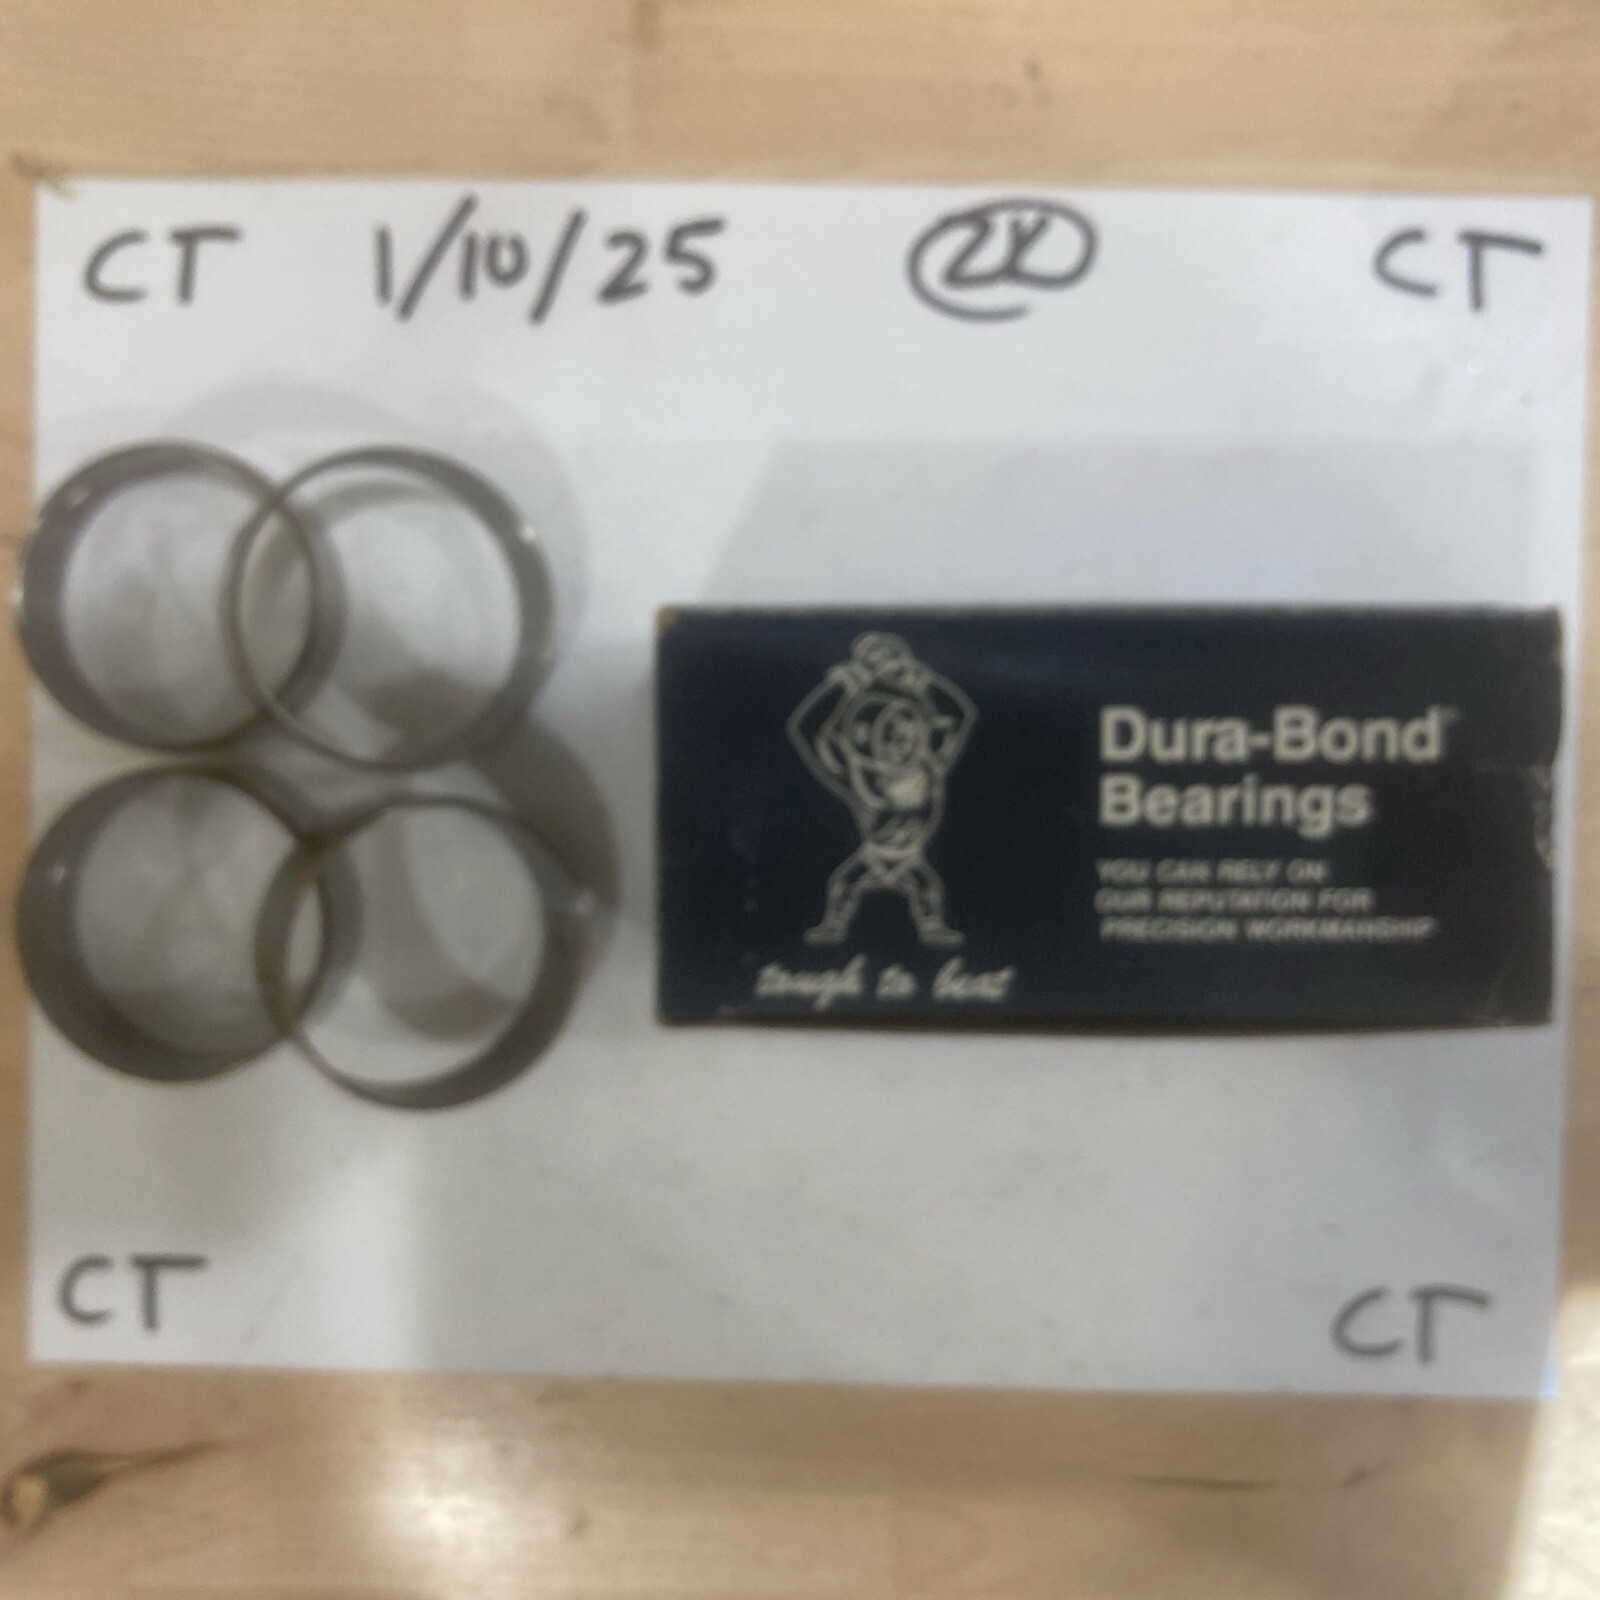 CT 1/10/25 2X CT
Dura-Bond
Bearings
YOU CAN RELY ON
OUR REPUTATION FOR
PRECISION WORKMANSHIP
tough to beat
CT CT